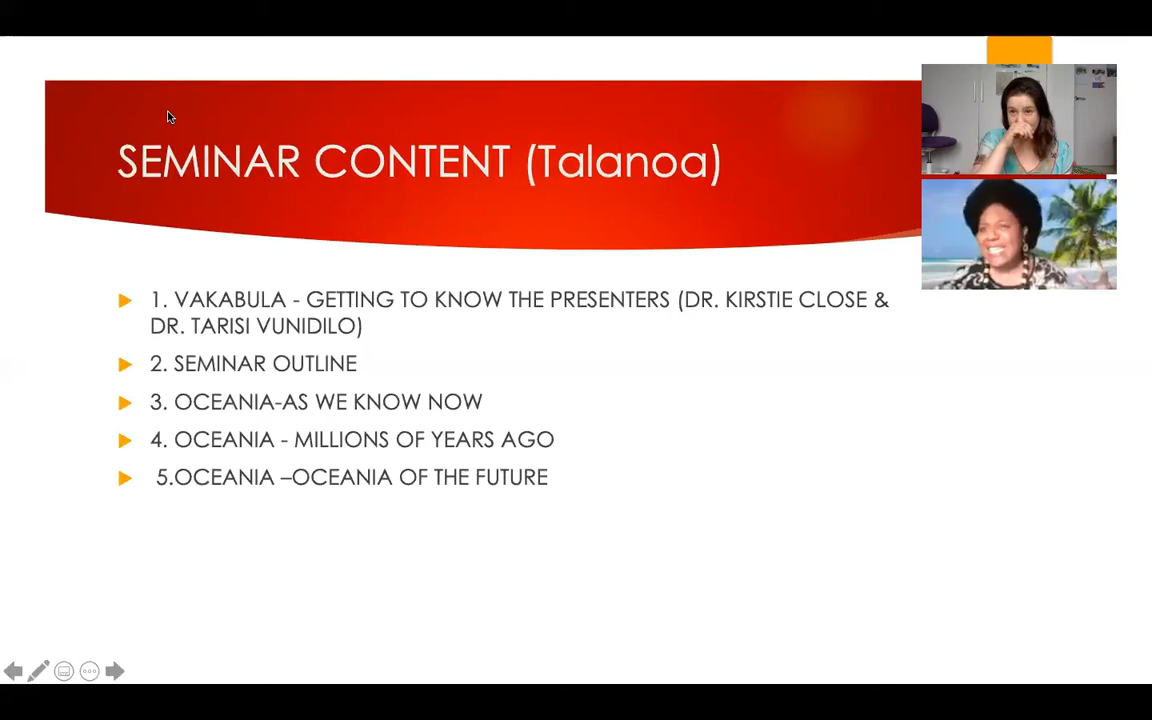 SEMINAR CONTENT (Talanoa)
1. VAKABULA - GETTING TO KNOW THE PRESENTERS (DR. KIRSTIE CLOSE &
DR. TARISI VUNIDILO)
2. SEMINAR OUTLINE
3. OCEANIA-AS WE KNOW NOW
4. OCEANIA - MILLIONS OF YEARS AGO
5.OCEANIA –OCEANIA OF THE FUTURE